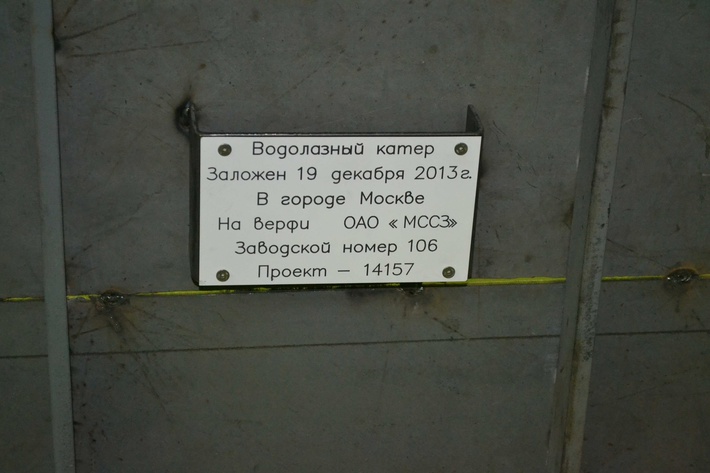 Водолазный катер
Заложен 19 декабря 2013г.
В городе Москве
На верфи ОАО «МССЗ»
Заводской номер 106
Проект – 14157